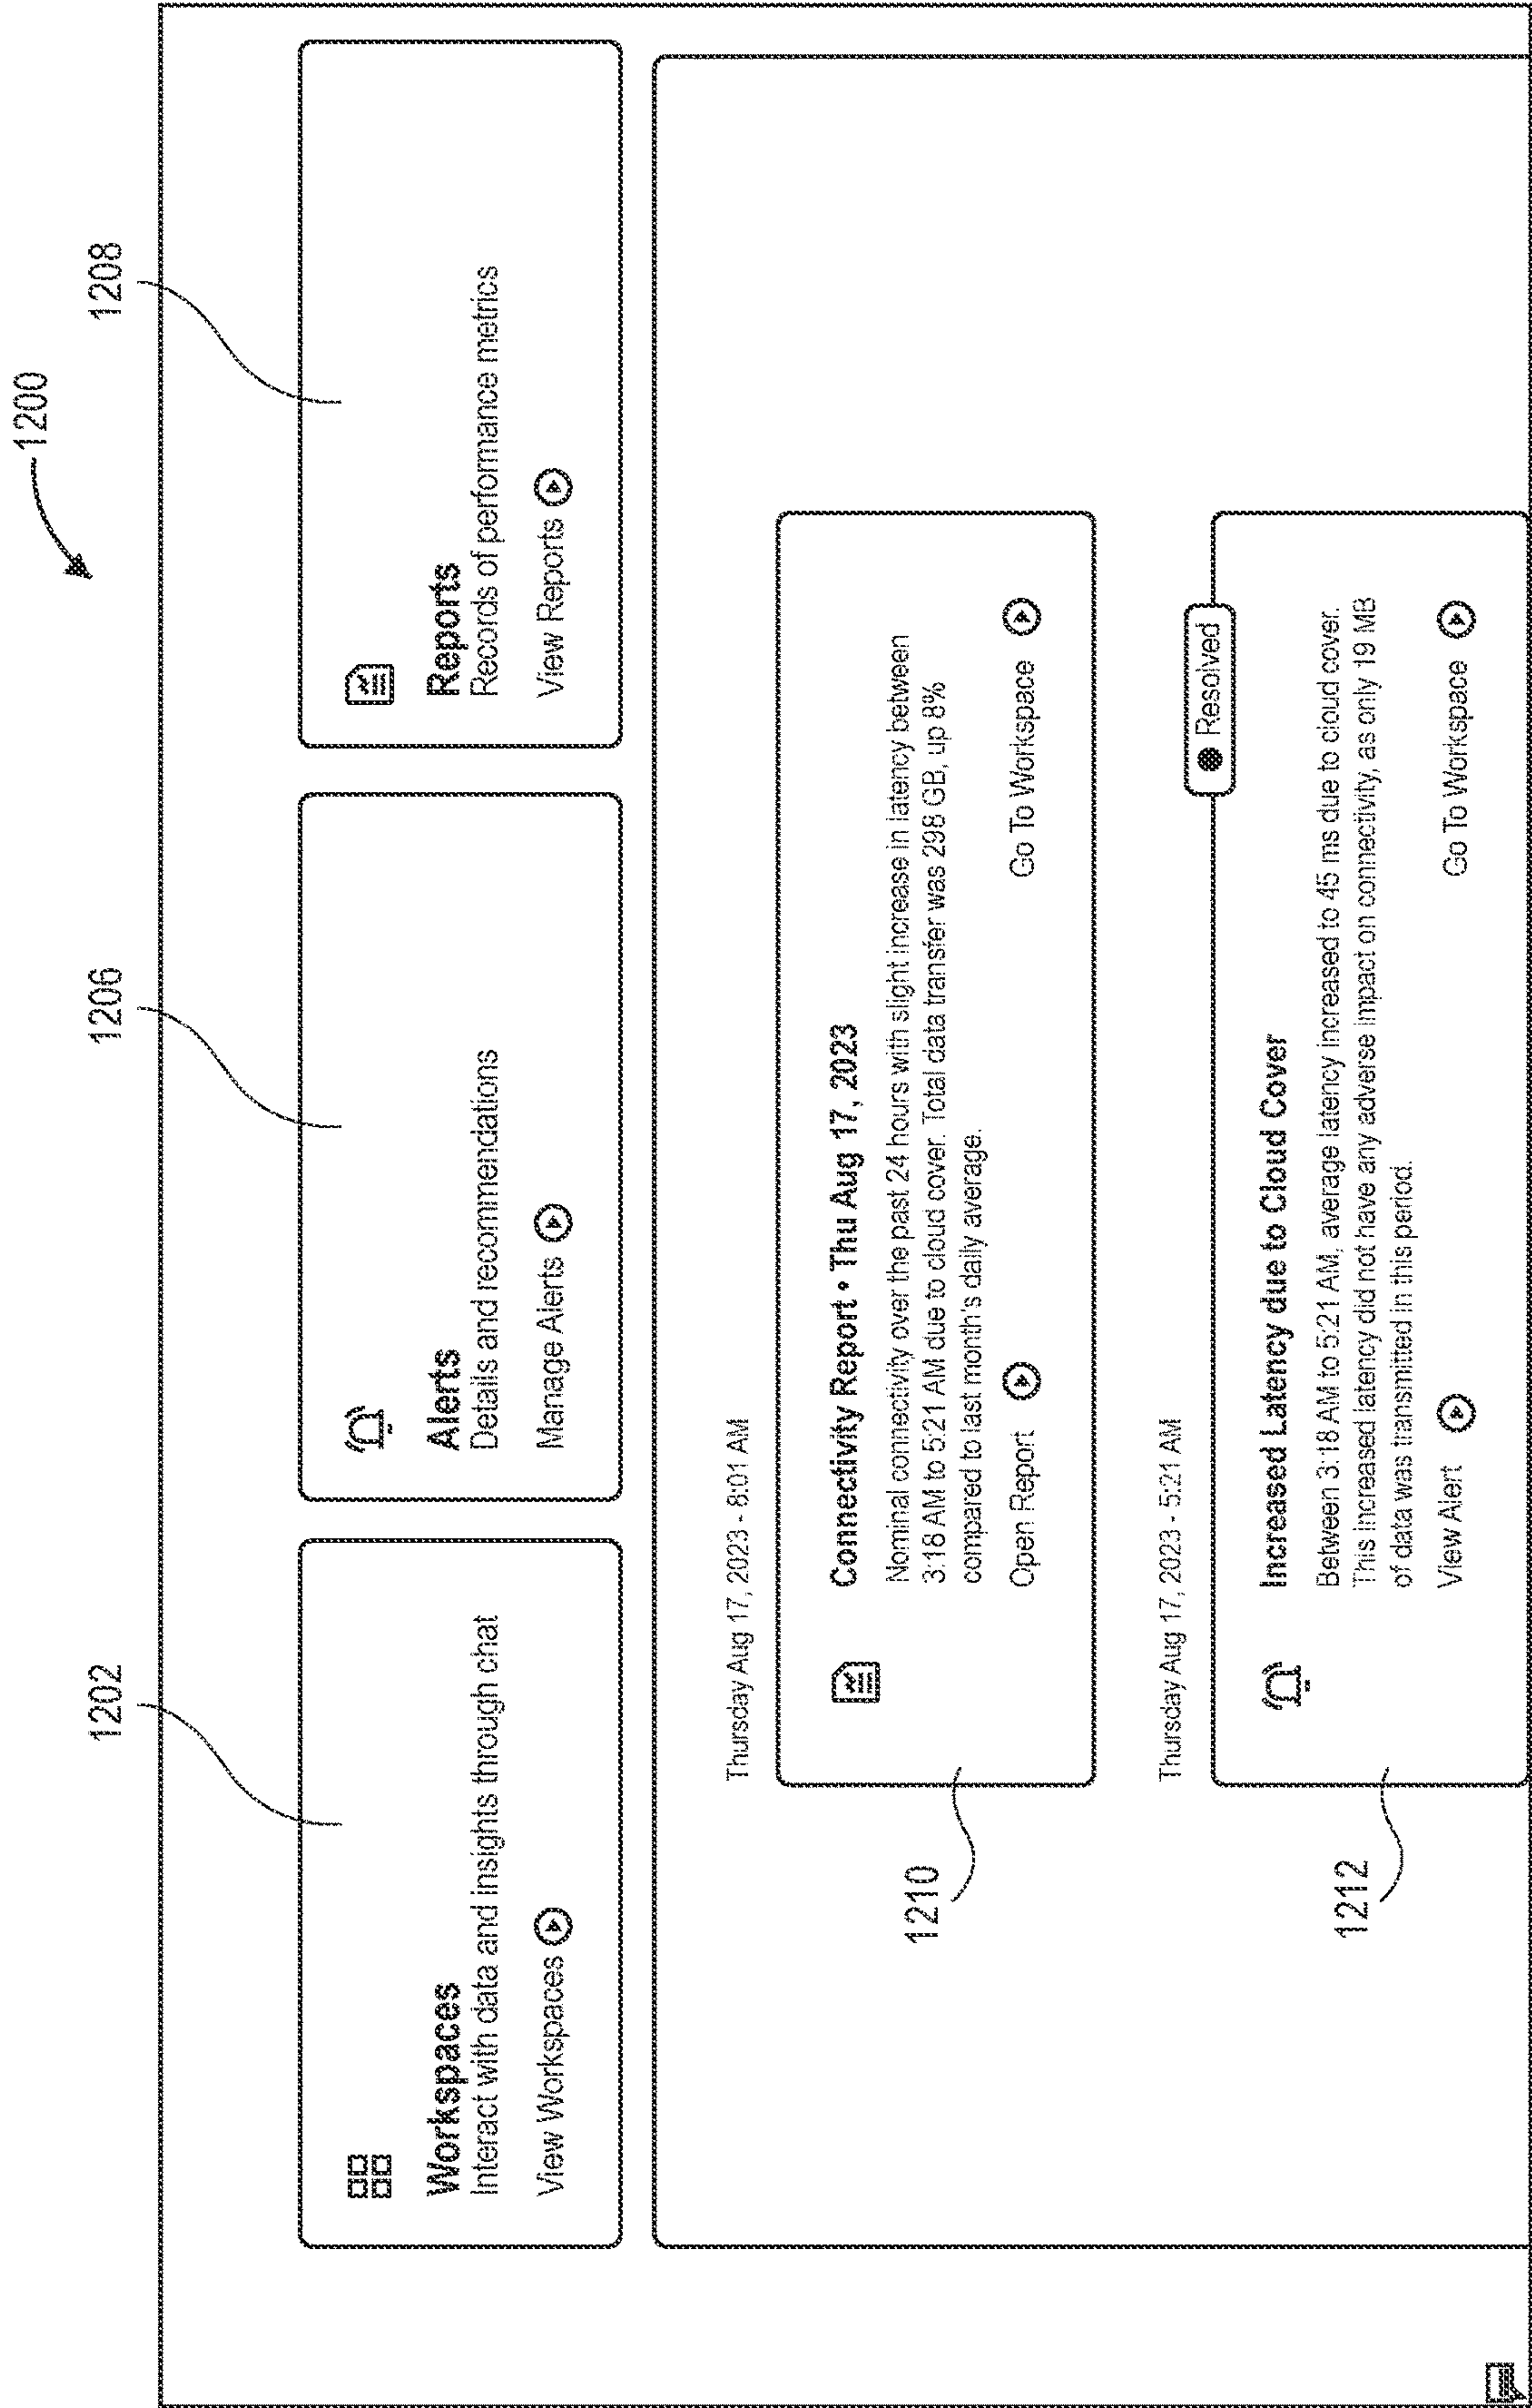 1200
1202
1206
1208
Workspaces
Interact with data and insights through chat
View Workspaces
Alerts
Details and recommendations
Manage Alerts
Reports
Records of performance metrics
View Reports
Thursday Aug 17, 2023 - 8:01 AM
1210
Connectivity Report • Thu Aug 17, 2023
Nominal connectivity over the past 24 hours with slight increase in latency between
3:18 AM to 5:21 AM due to cloud cover. Total data transfer was 298 GB, up 8%
compared to last month's daily average.
Open Report
Go To Workspace
Thursday Aug 17, 2023 - 5:21 AM
Resolved
1212
Increased Latency due to Cloud Cover
Between 3:18 AM to 5:21 AM, average latency increased to 45 ms due to cloud cover.
This increased latency did not have any adverse impact on connectivity, as only 19 MB
of data was transmitted in this period.
View Alert
Go To Workspace